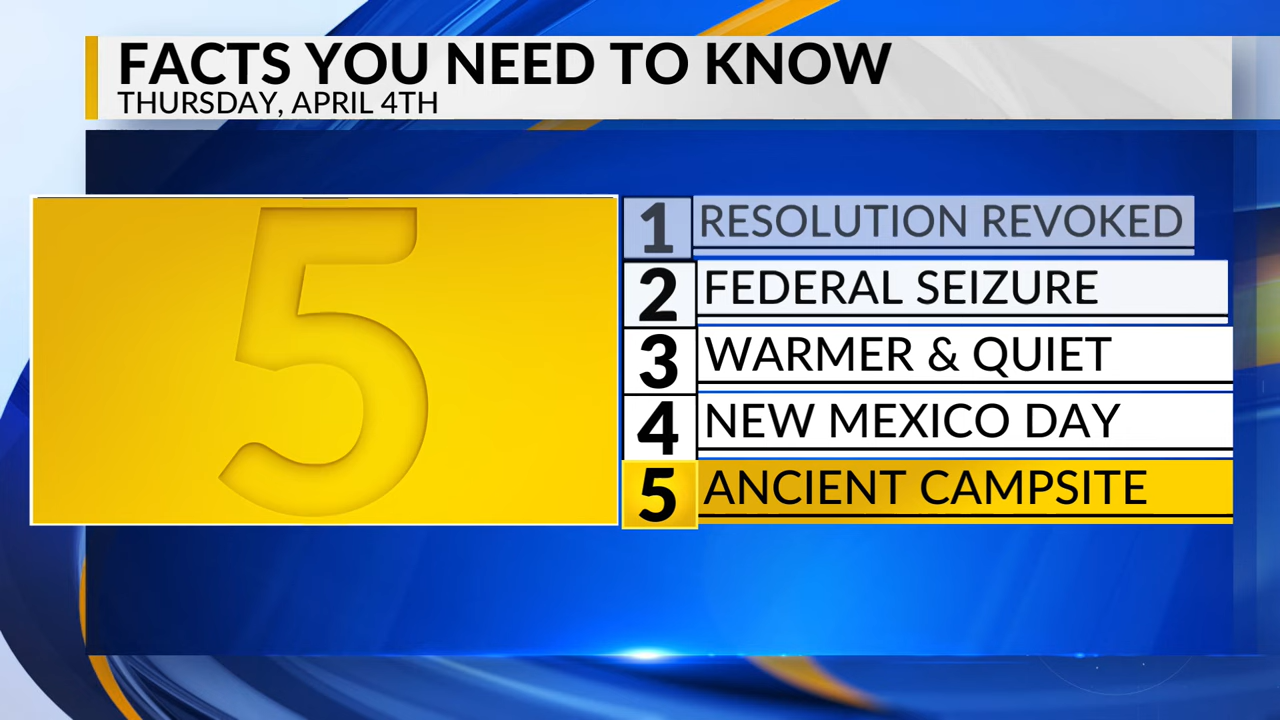 FACTS YOU NEED TO KNOW
THURSDAY, APRIL 4TH
5
1 RESOLUTION REVOKED
2 FEDERAL SEIZURE
3 WARMER & QUIET
4 NEW MEXICO DAY
5 ANCIENT CAMPSITE